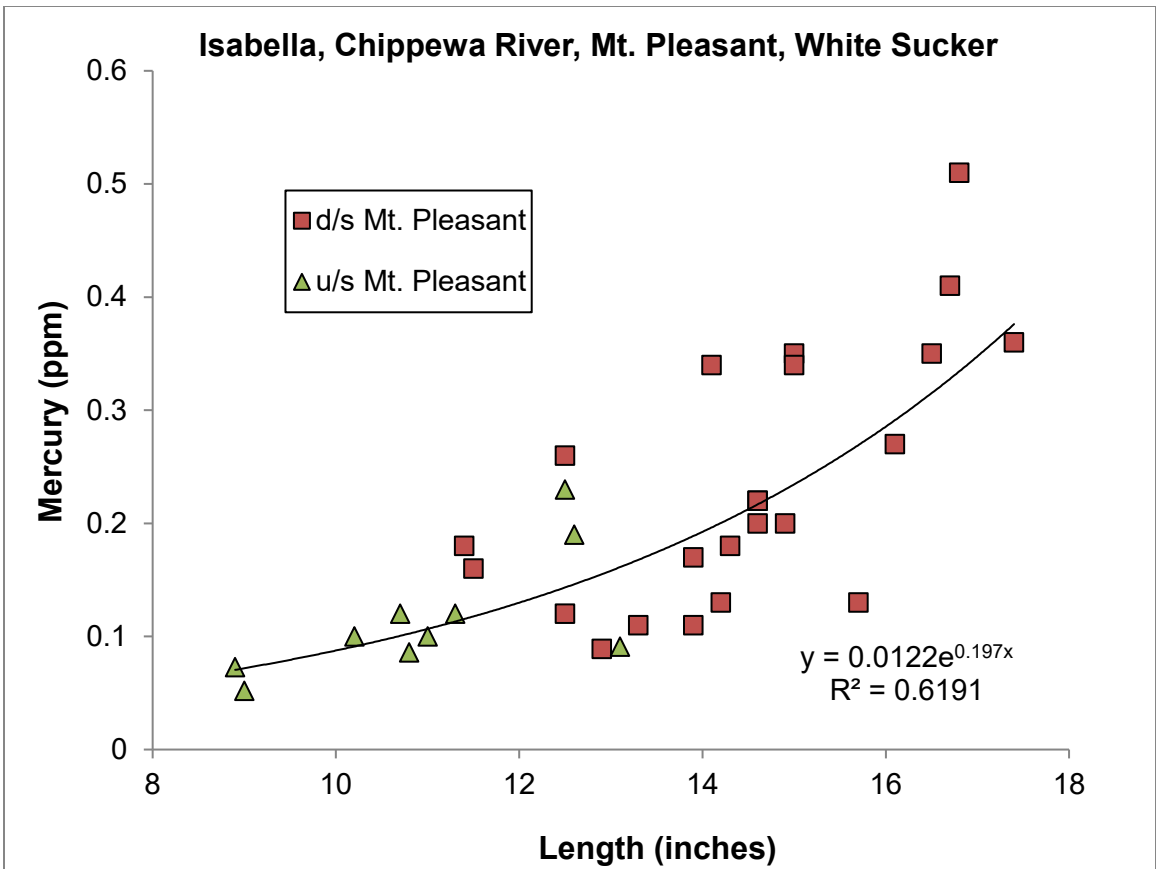 Isabella, Chippewa River, Mt. Pleasant, White Sucker
0.6
0.5
0.4
0.3
0.2
0.1
0
Mercury (ppm)
d/s Mt. Pleasant
u/s Mt. Pleasant
y = 0.0122e^0.197x
R² = 0.6191
8 10 12 14 16 18
Length (inches)